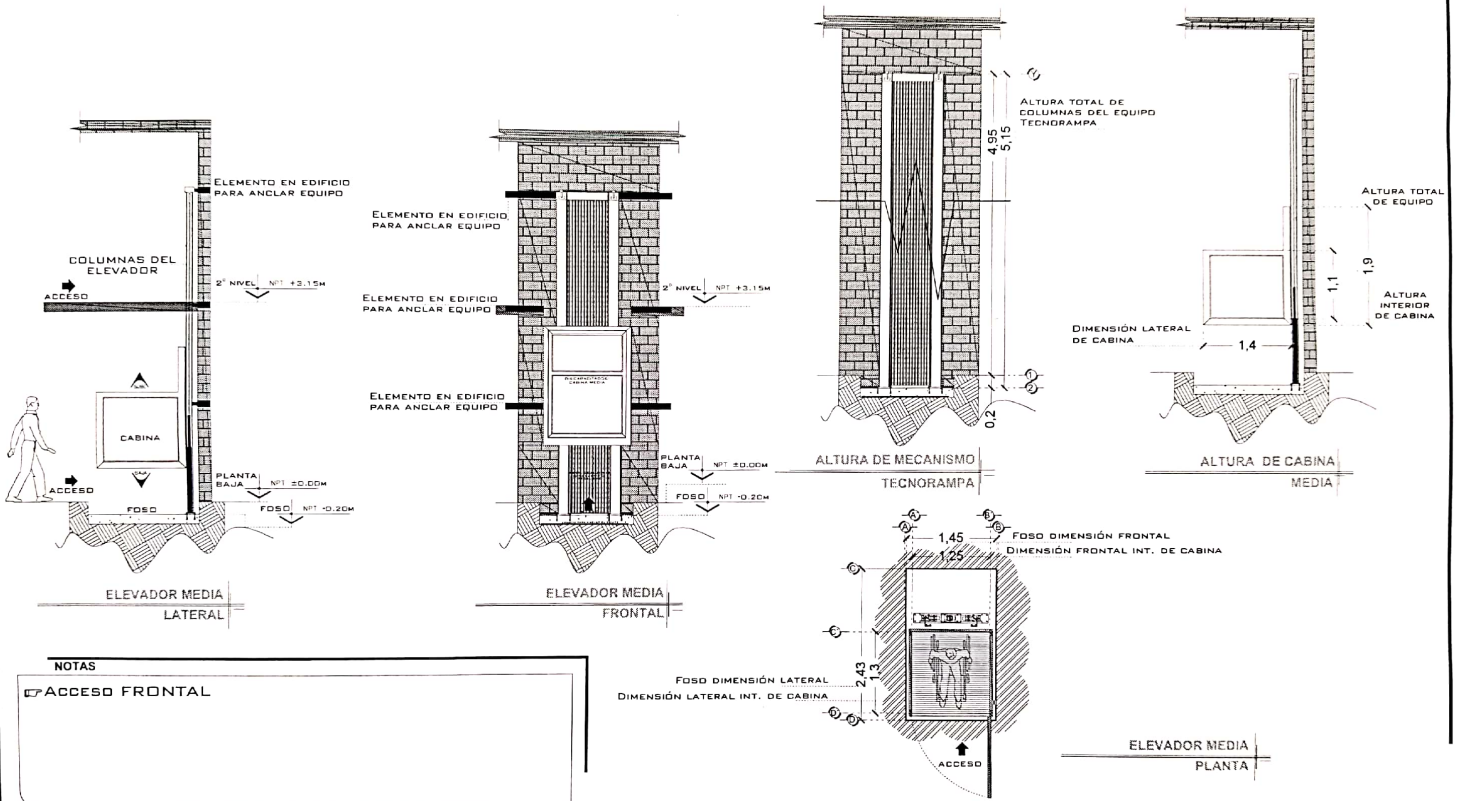 ELEMENTO EN EDIFICIO
PARA ANCLAR EQUIPO
COLUMNAS DEL
ELEVADOR
ACCESO
2° NIVEL NPT +3.15M
CABINA
ACCESO
PLANTA
BAJA NPT ±0.00M
FOSO
FOSO NPT -0.20M
ELEVADOR MEDIA
LATERAL
ELEMENTO EN EDIFICIO
PARA ANCLAR EQUIPO
2° NIVEL NPT +3.15M
ELEMENTO EN EDIFICIO
PARA ANCLAR EQUIPO
CABINA MEDIA
ELEMENTO EN EDIFICIO
PARA ANCLAR EQUIPO
PLANTA
BAJA NPT ±0.00M
FOSO NPT -0.20M
ELEVADOR MEDIA
FRONTAL
Y
ALTURA TOTAL DE
COLUMNAS DEL EQUIPO
TECNORAMPA
4,95
5,15
1
2
0,2
ALTURA DE MECANISMO
TECNORAMPA
ALTURA TOTAL
DE EQUIPO
1,9
1,1
ALTURA
INTERIOR
DE CABINA
DIMENSIÓN LATERAL
DE CABINA
1,4
ALTURA DE CABINA
MEDIA
A B
A B
1,45
FOSO DIMENSIÓN FRONTAL
1,25
DIMENSIÓN FRONTAL INT. DE CABINA
C
C
2,43
1,3
FOSO DIMENSIÓN LATERAL
DIMENSIÓN LATERAL INT. DE CABINA
D D
ACCESO
ELEVADOR MEDIA
PLANTA
NOTAS
ACCESO FRONTAL